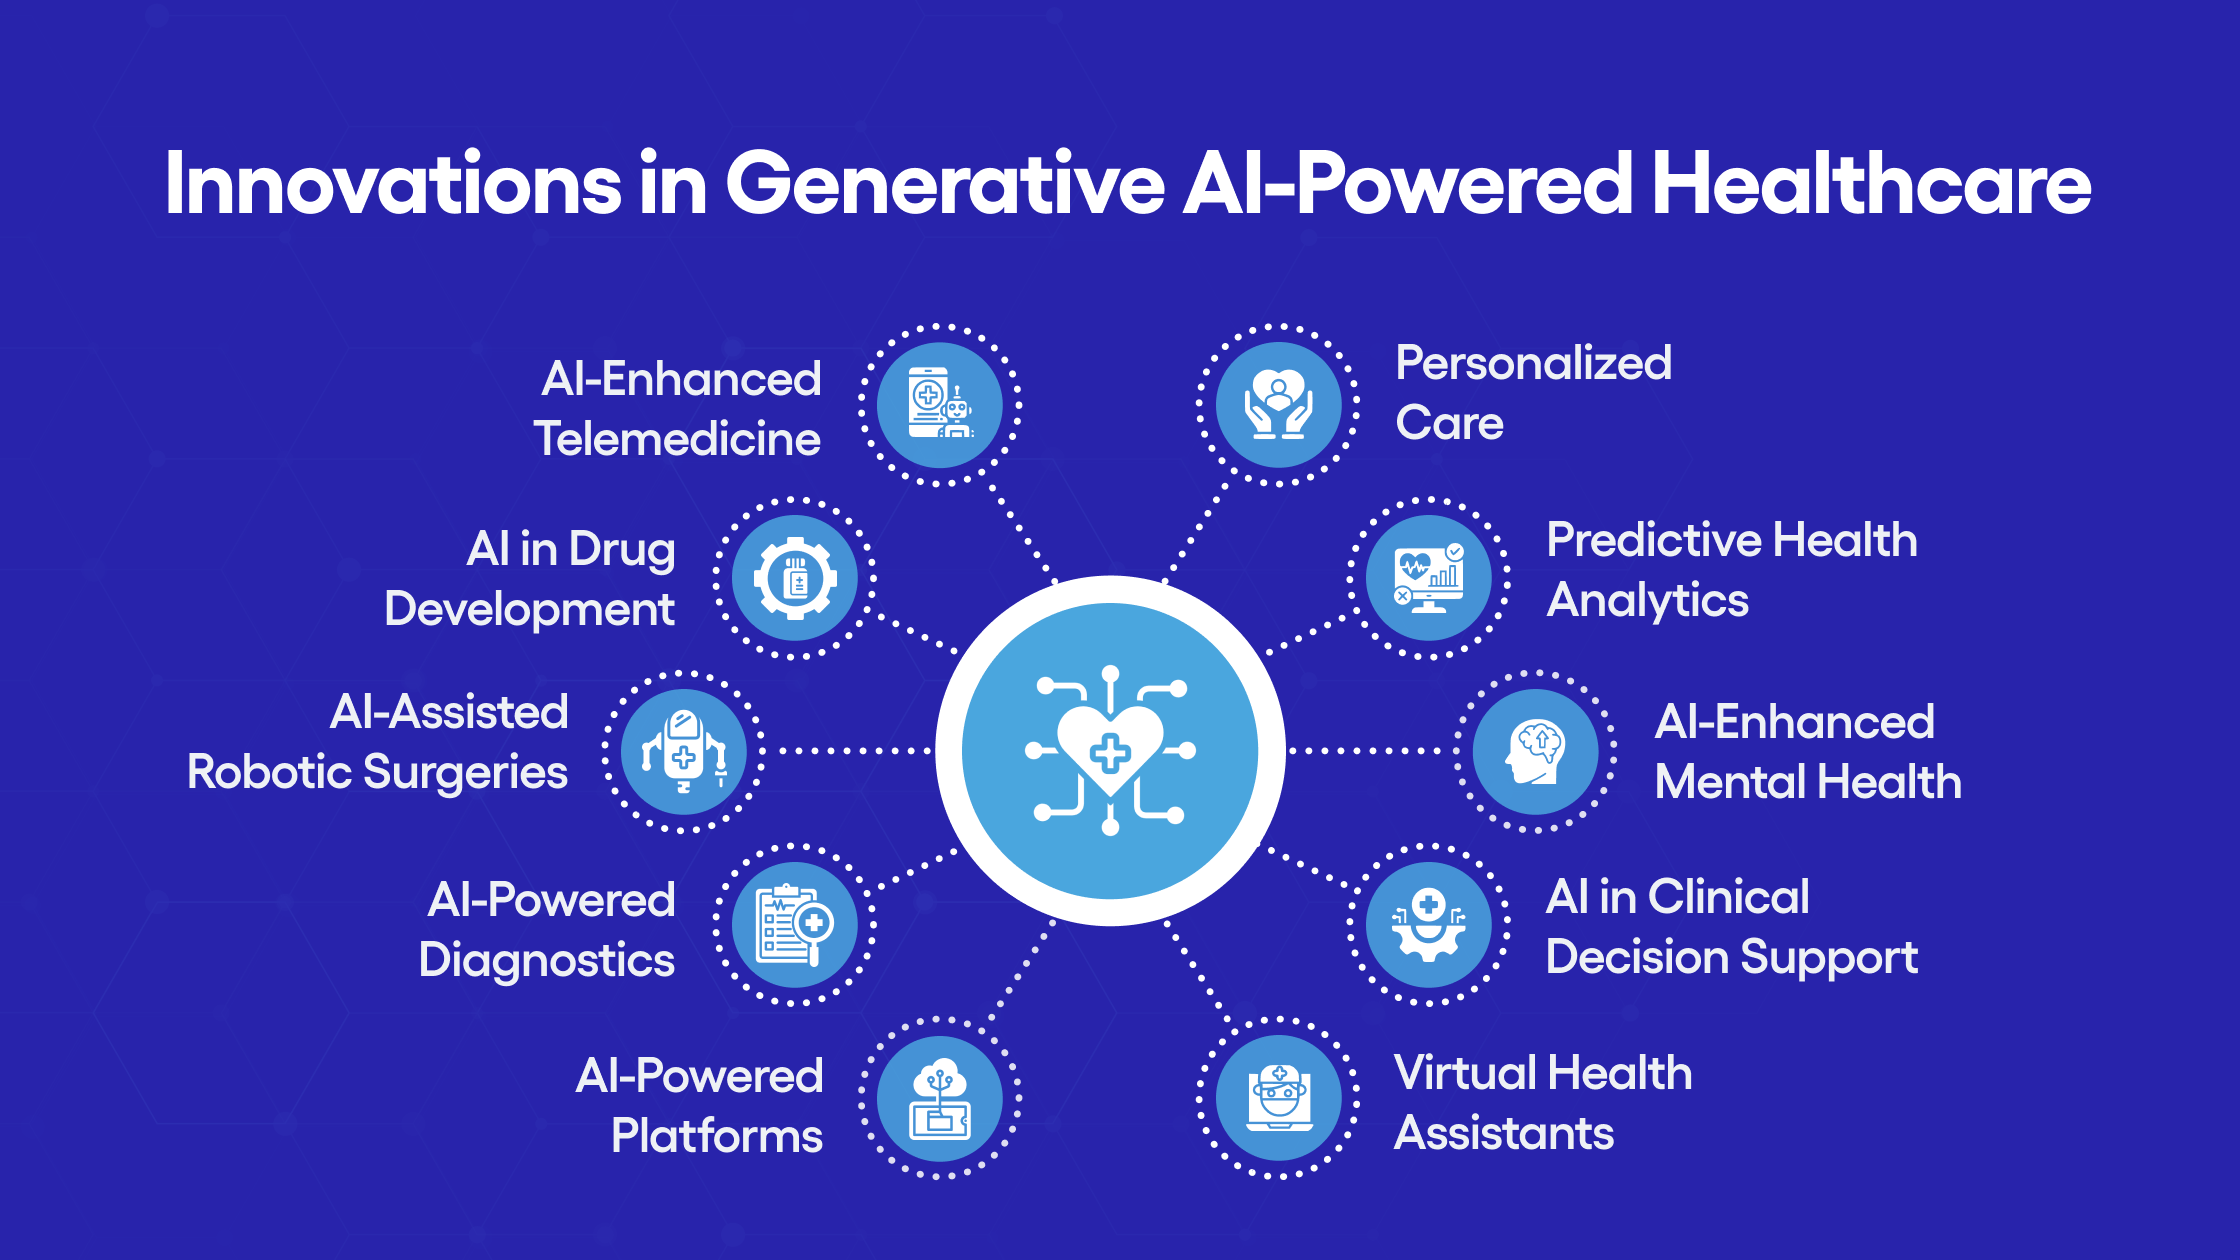 Innovations in Generative AI-Powered Healthcare
AI-Enhanced
Telemedicine
AI in Drug
Development
AI-Assisted
Robotic Surgeries
AI-Powered
Diagnostics
AI-Powered
Platforms
Personalized
Care
Predictive Health
Analytics
AI-Enhanced
Mental Health
AI in Clinical
Decision Support
Virtual Health
Assistants